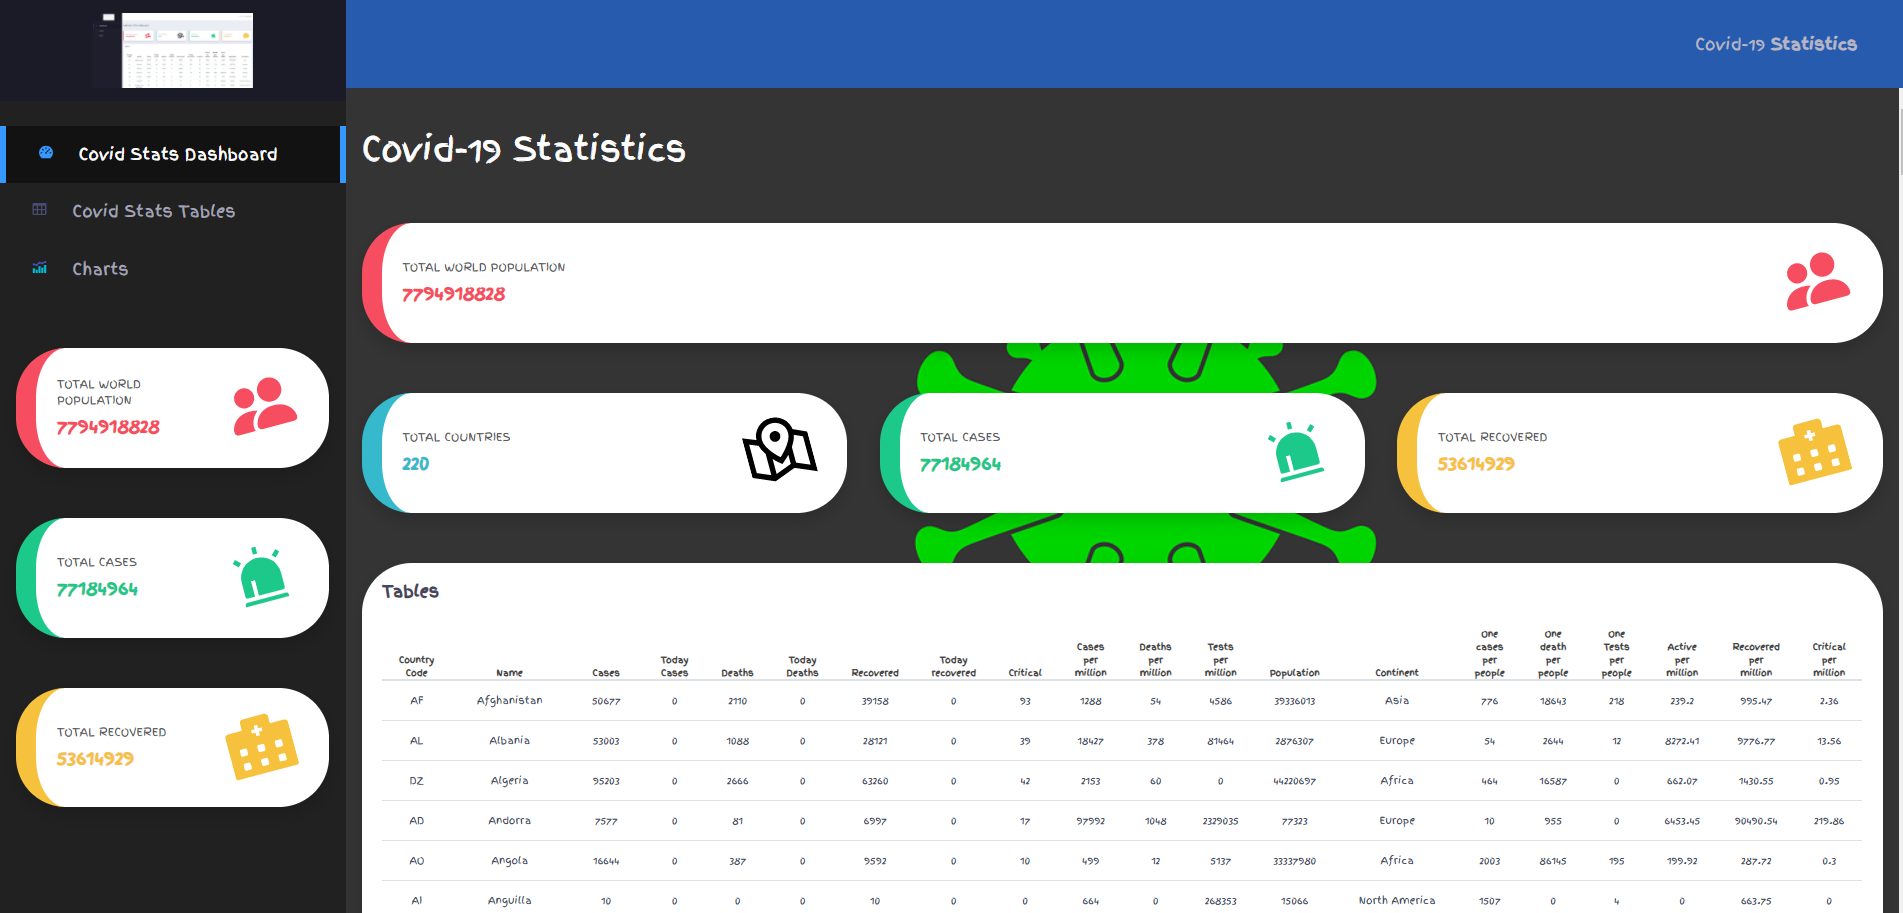 Covid-19 Statistics
Covid Stats Dashboard
Covid Stats Tables
Charts
TOTAL WORLD
POPULATION
7794918828
TOTAL CASES
77184964
TOTAL RECOVERED
53614929
Covid-19 Statistics
TOTAL WORLD POPULATION
7794918828
TOTAL COUNTRIES
220
TOTAL CASES
77184964
TOTAL RECOVERED
53614929
Tables
Country Code Name Cases Today Cases Deaths Today Deaths Recovered Today recovered Critical Cases per million Deaths per million Tests per million Population Continent One cases per people One death per people One Tests per people Active per million Recovered per million Critical per million
AF Afghanistan 50677 0 2110 0 39158 0 93 1288 54 4586 39336013 Asia 776 18643 218 239.2 995.47 2.36
AL Albania 53003 0 1088 0 28121 0 39 18427 378 81464 2876307 Europe 54 2644 12 8272.41 9776.77 13.56
DZ Algeria 95203 0 2666 0 63260 0 42 2153 60 0 44220697 Africa 464 16587 0 662.07 1430.55 0.95
AD Andorra 7577 0 81 0 6997 0 17 97992 1048 2329035 77323 Europe 10 955 0 6453.45 90490.54 219.86
AO Angola 16644 0 387 0 9592 0 10 499 12 5137 33337980 Africa 2003 86145 195 199.92 287.72 0.3
AI Anguilla 10 0 0 0 10 0 0 664 0 268353 15066 North America 1507 0 4 0 663.75 0